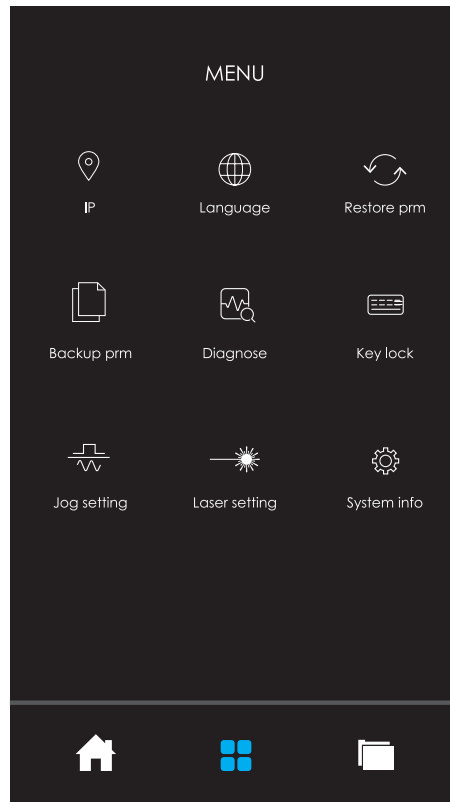 MENU
IP
Language
Restore prm
Backup prm
Diagnose
Key lock
Jog setting
Laser setting
System info